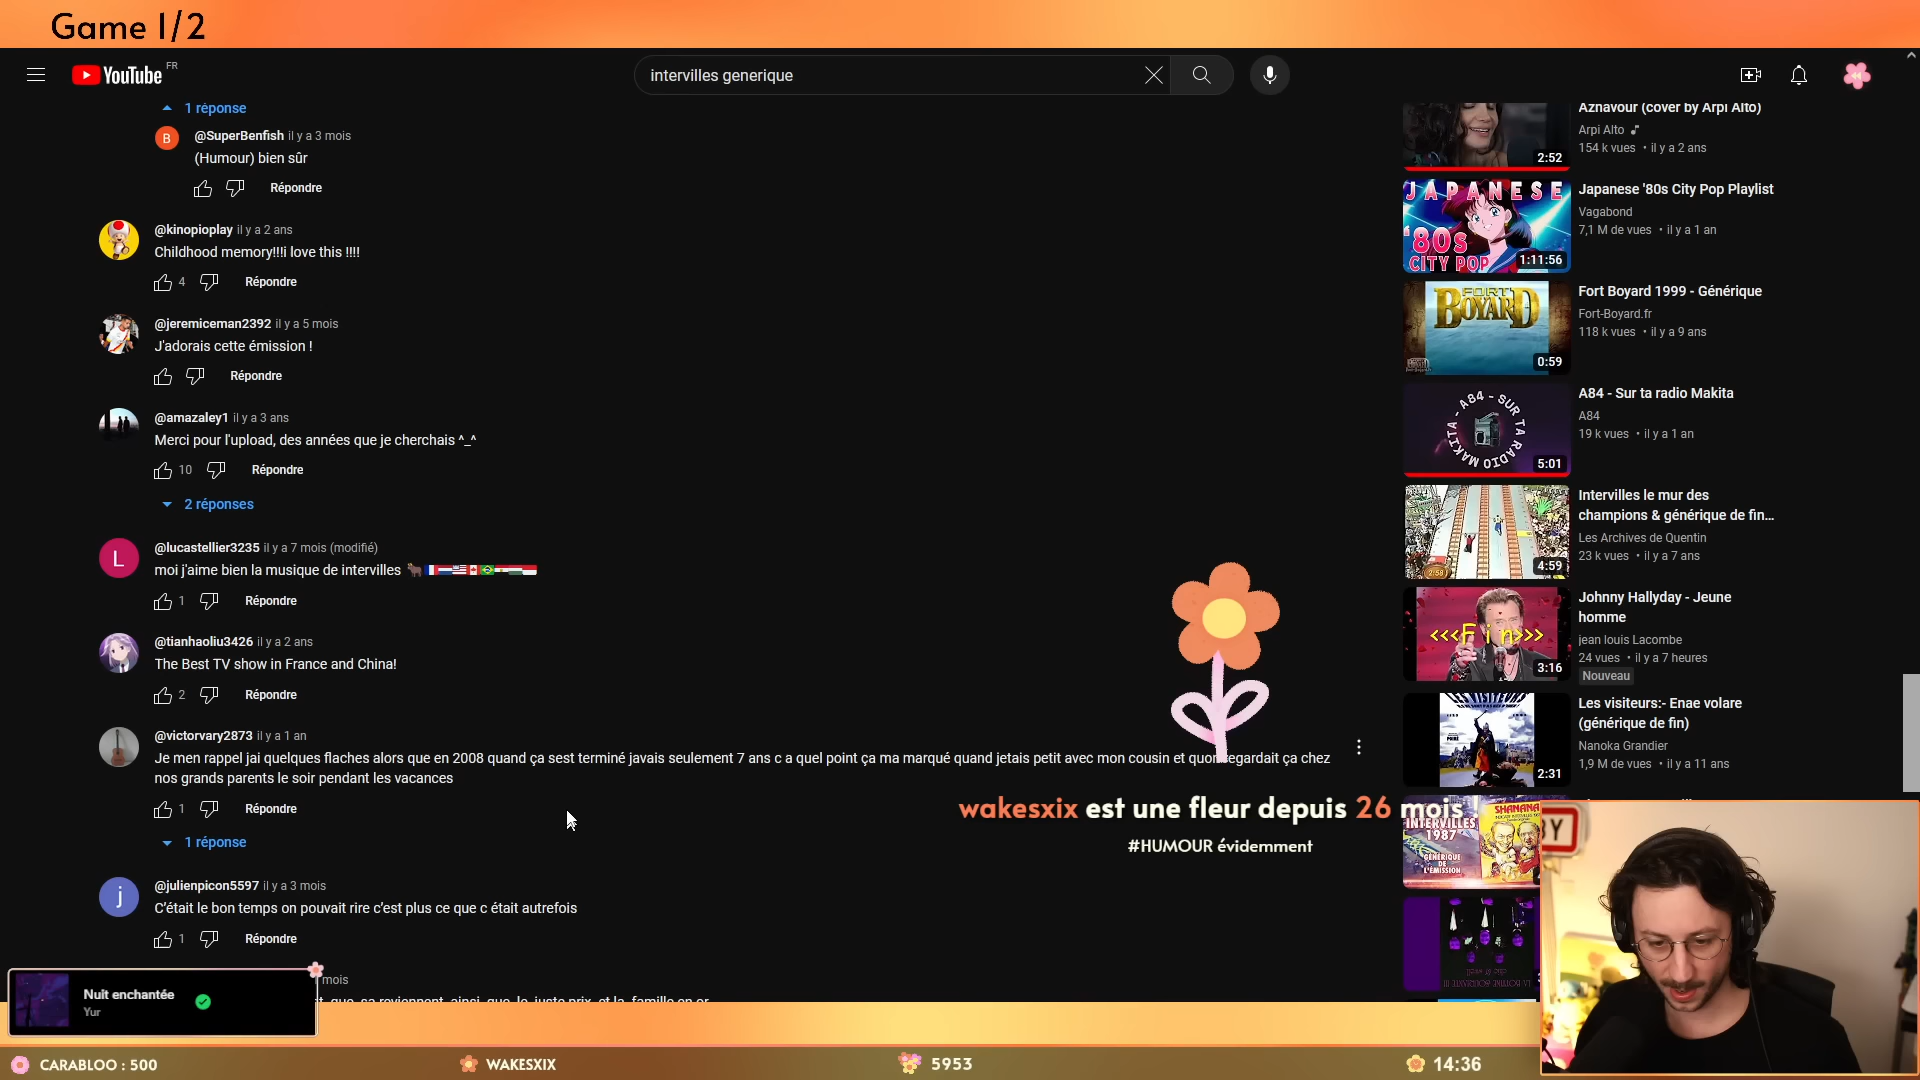 Game 1/2
YouTube FR
intervilles generique
1 réponse
@SuperBenfish il y a 3 mois
(Humour) bien sûr
Répondre
@kinopioplay il y a 2 ans
Childhood memory!!!i love this !!!!
4 Répondre
@jeremiceman2392 il y a 5 mois
J'adorais cette émission !
Répondre
@amazaley1 il y a 3 ans
Merci pour l'upload, des années que je cherchais ^_^
10 Répondre
2 réponses
L
@lucastellier3235 il y a 7 mois (modifié)
moi j'aime bien la musique de intervilles
1 Répondre
@tianhaoliu3426 il y a 2 ans
The Best TV show in France and China!
2 Répondre
@victorvary2873 il y a 1 an
Je men rappel jai quelques flaches alors que en 2008 quand ça sest terminé javais seulement 7 ans c a quel point ça ma marqué quand jetais petit avec mon cousin et quon regardait ça chez
nos grands parents le soir pendant les vacances
1 Répondre
1 réponse
j
@julienpicon5597 il y a 3 mois
C'était le bon temps on pouvait rire c'est plus ce que c était autrefois
1 Répondre
mois
wakesxix est une fleur depuis 26 mois !
#HUMOUR évidemment
Aznavour (cover by Arpi Alto)
Arpi Alto
154 k vues • il y a 2 ans
2:52
JAPANESE
'80s
CITY POP
1:11:56
Japanese '80s City Pop Playlist
Vagabond
7,1 M de vues • il y a 1 an
FORT
BOYARD
0:59
Fort Boyard 1999 - Générique
Fort-Boyard.fr
118 k vues • il y a 9 ans
A84 - SUR TA RADIO MAKITA
5:01
A84 - Sur ta radio Makita
A84
19 k vues • il y a 1 an
4:59
Intervilles le mur des
champions & générique de fin...
Les Archives de Quentin
23 k vues • il y a 7 ans
<<<Fin>>>
3:16
Johnny Hallyday - Jeune
homme
jean louis Lacombe
24 vues • il y a 7 heures
Nouveau
2:31
Les visiteurs:- Enae volare
(générique de fin)
Nanoka Grandier
1,9 M de vues • il y a 11 ans
INTERVILLES
1987
GÉNÉRIQUE
DE
L'ÉMISSION
SHANANA
BY
Nuit enchantée
Yur
CARABLOO : 500
WAKESXIX
5953
14:36